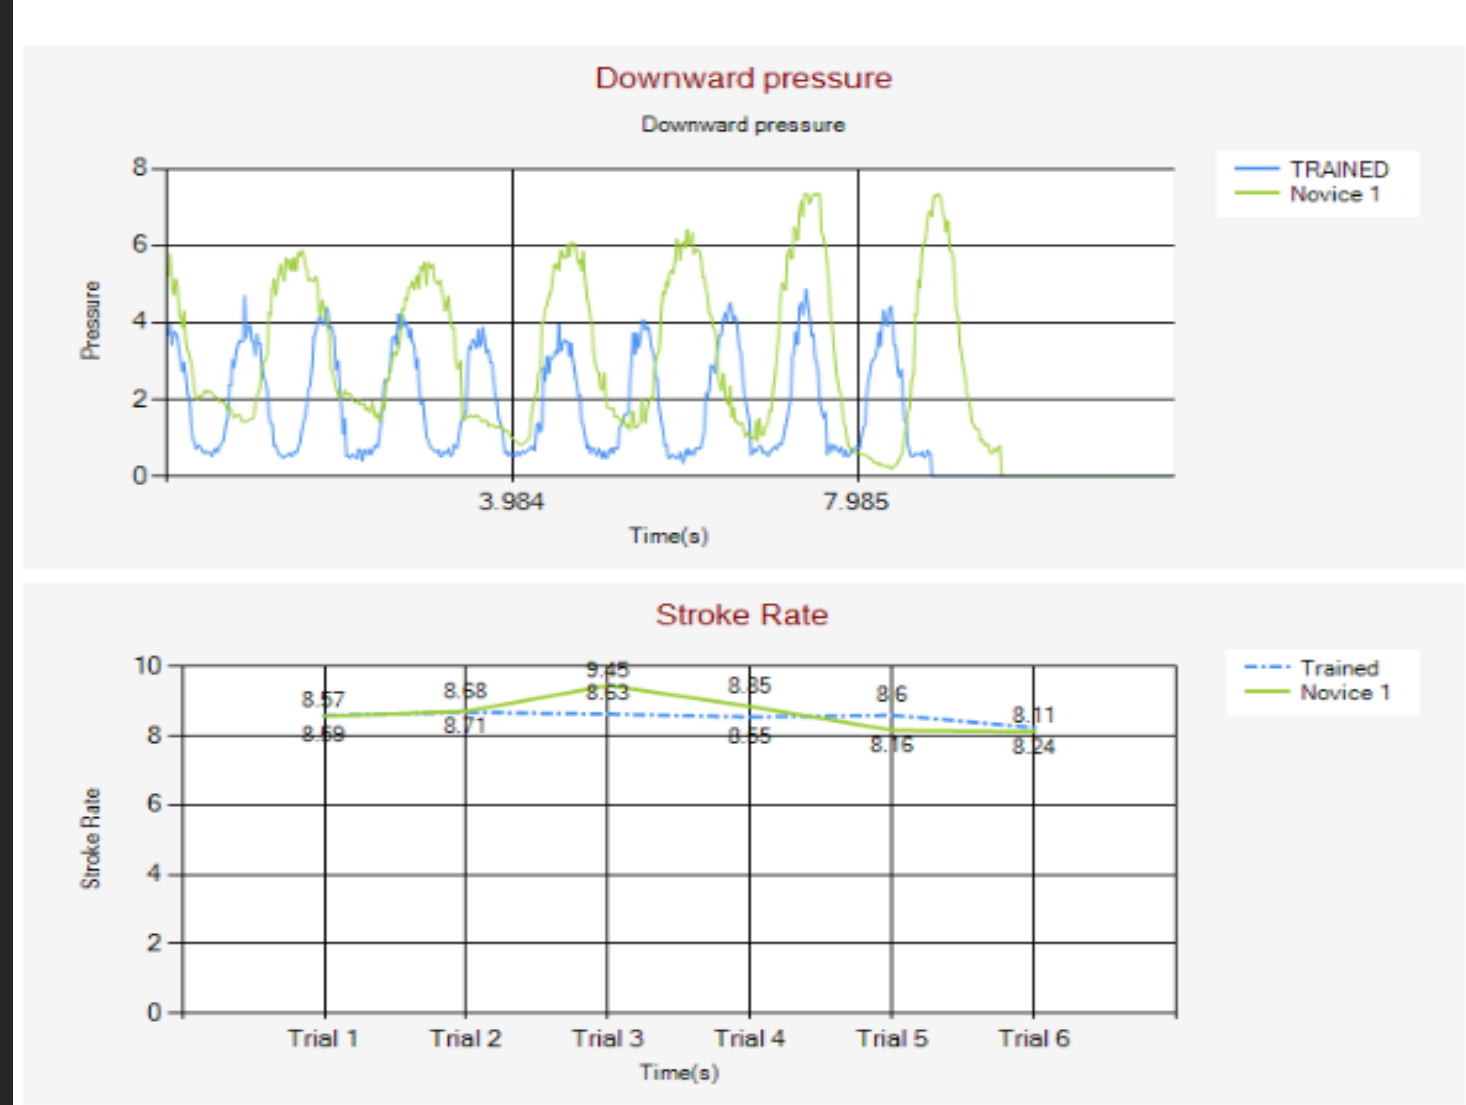 Downward pressure
Downward pressure
8
6
4
2
0
Pressure
3.984
7.985
Time(s)
TRAINED
Novice 1
Stroke Rate
10
8
6
4
2
0
Stroke Rate
8.57
8.59
8.68
8.71
9.45
8.63
8.85
8.55
8.6
8.16
8.11
8.24
Trial 1
Trial 2
Trial 3
Trial 4
Trial 5
Trial 6
Time(s)
Trained
Novice 1